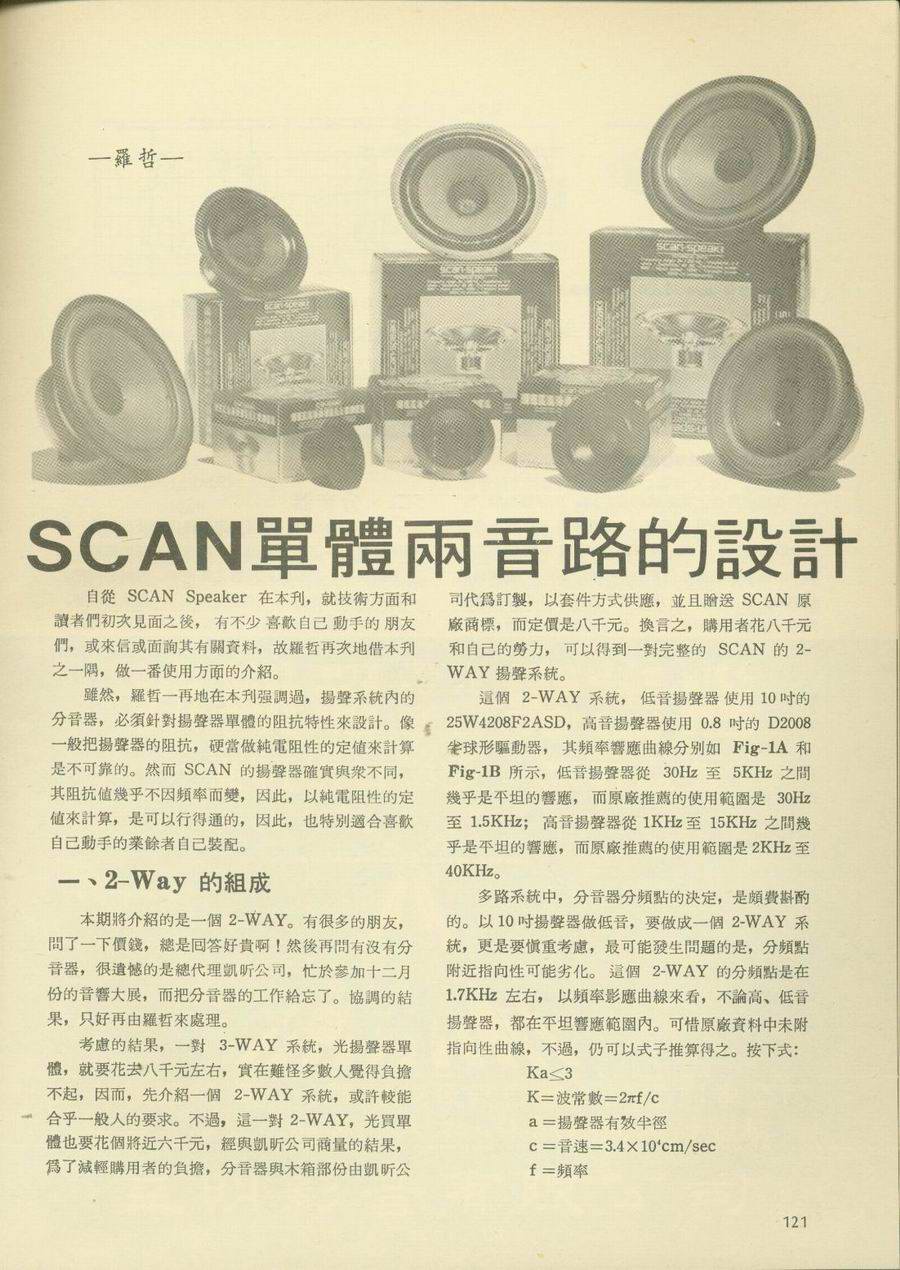 —羅哲—
scan-speak
scan-speak
scan-speak
SCAN單體兩音路的設計
自從 SCAN Speaker 在本刋，就技術方面和
讀者們初次見面之後， 有不少 喜歡自己 動手的 朋友
們，或來信或面詢其有關資料，故羅哲再次地借本刋
之一隅，做一番使用方面的介紹。
雖然，羅哲一再地在本刋强調過，揚聲系統內的
分音器，必須針對揚聲器單體的阻抗特性來設計。像
一般把揚聲器的阻抗，硬當做純電阻性的定值來計算
是不可靠的。然而 SCAN 的揚聲器確實與衆不同，
其阻抗値幾乎不因頻率而變，因此，以純電阻性的定
値來計算，是可以行得通的，因此，也特别適合喜歡
自己動手的業餘者自己裝配。
一、2-Way 的組成
本期將介紹的是一個 2-WAY。有很多的朋友，
問了一下價錢，總是回答好貴啊！然後再問有沒有分
音器，很遺憾的是總代理凱昕公司，忙於參加十二月
份的音響大展，而把分音器的工作給忘了。協調的結
果，只好再由羅哲來處理。
考慮的結果，一對 3-WAY 系統，光揚聲器單
體，就要花去八千元左右，實在難怪多數人覺得負擔
不起，因而，先介紹一個 2-WAY 系統，或許較能
合乎一般人的要求。不過，這一對 2-WAY，光買單
體也要花個將近六千元，經與凱昕公司商量的結果，
爲了減輕購用者的負擔，分音器與木箱部份由凱昕公
司代爲訂製，以套件方式供應，並且贈送 SCAN 原
廠商標，而定價是八千元。換言之，購用者花八千元
和自己的勞力， 可以得到一對完整的 SCAN 的 2-
WAY 揚聲系統。
這個 2-WAY 系統， 低音揚聲器 使用 10 吋的
25W4208F2ASD，高音揚聲器使用 0.8 吋的 D2008
半球形驅動器， 其頻率響應曲線分別如 Fig-1A 和
Fig-1B 所示，低音揚聲器從 30Hz 至 5KHz 之間
幾乎是平坦的響應， 而原廠推薦的使用範圍是 30Hz
至 1.5KHz； 高音揚聲器從 1KHz 至 15KHz 之間幾
乎是平坦的響應，而原廠推薦的使用範圍是 2KHz 至
40KHz。
多路系統中，分音器分頻點的決定，是頗費斟酌
的。以 10 吋揚聲器做低音，要做成一個 2-WAY 系
統，更是要愼重考慮，最可能發生問題的是，分頻點
附近指向性可能劣化。 這個 2-WAY 的分頻點是在
1.7KHz 左右， 以頻率影應曲線來看，不論高、低音
揚聲器，都在平坦響應範圍內。可惜原廠資料中未附
指向性曲線，不過，仍可以式子推算得之。按下式：
Ka≦3
K＝波常數＝2πf/c
a＝揚聲器有效半徑
c＝音速＝3.4×10⁴cm/sec
f＝頻率
121